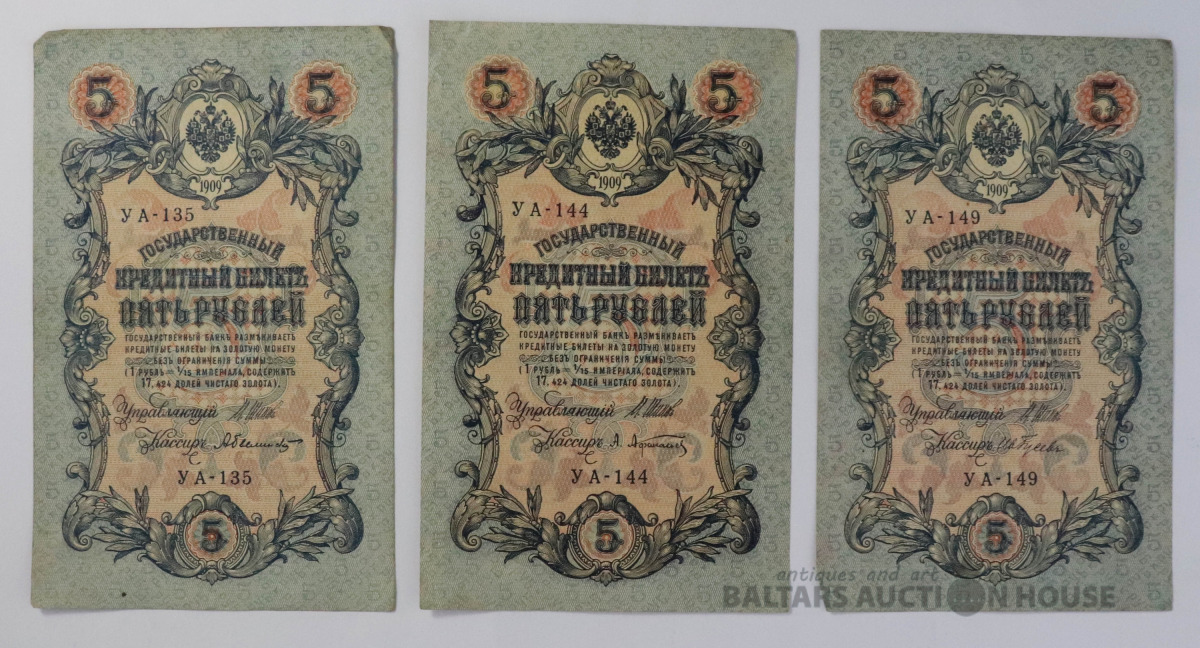 5 5
1909
УА-135
ГОСУДАРСТВЕННЫЙ
КРЕДИТНЫЙ БИЛЕТЪ
ПЯТЬ РУБЛЕЙ
ГОСУДАРСТВЕННЫЙ БАНКЪ РАЗМѢНИВАЕТЪ
КРЕДИТНЫЕ БИЛЕТЫ НА ЗОЛОТУЮ МОНЕТУ
БЕЗЪ ОГРАНИЧЕНІЯ СУММЫ
(1 РУБЛЬ = 1/15 ИМПЕРІАЛА, СОДЕРЖИТЪ
17,424 ДОЛЕЙ ЧИСТАГО ЗОЛОТА).
Управляющий
Кассиръ
УА-135
5
5 5
1909
УА-144
ГОСУДАРСТВЕННЫЙ
КРЕДИТНЫЙ БИЛЕТЪ
ПЯТЬ РУБЛЕЙ
ГОСУДАРСТВЕННЫЙ БАНКЪ РАЗМѢНИВАЕТЪ
КРЕДИТНЫЕ БИЛЕТЫ НА ЗОЛОТУЮ МОНЕТУ
БЕЗЪ ОГРАНИЧЕНІЯ СУММЫ
(1 РУБЛЬ = 1/15 ИМПЕРІАЛА, СОДЕРЖИТЪ
17,424 ДОЛЕЙ ЧИСТАГО ЗОЛОТА).
Управляющий
Кассиръ А.
УА-144
5
5 5
1909
УА-149
ГОСУДАРСТВЕННЫЙ
КРЕДИТНЫЙ БИЛЕТЪ
ПЯТЬ РУБЛЕЙ
ГОСУДАРСТВЕННЫЙ БАНКЪ РАЗМѢНИВАЕТЪ
КРЕДИТНЫЕ БИЛЕТЫ НА ЗОЛОТУЮ МОНЕТУ
БЕЗЪ ОГРАНИЧЕНІЯ СУММЫ
(1 РУБЛЬ = 1/15 ИМПЕРІАЛА, СОДЕРЖИТЪ
17,424 ДОЛЕЙ ЧИСТАГО ЗОЛОТА).
Управляющий
Кассиръ
УА-149
5
antiques and art
BALTARS AUCTION HOUSE